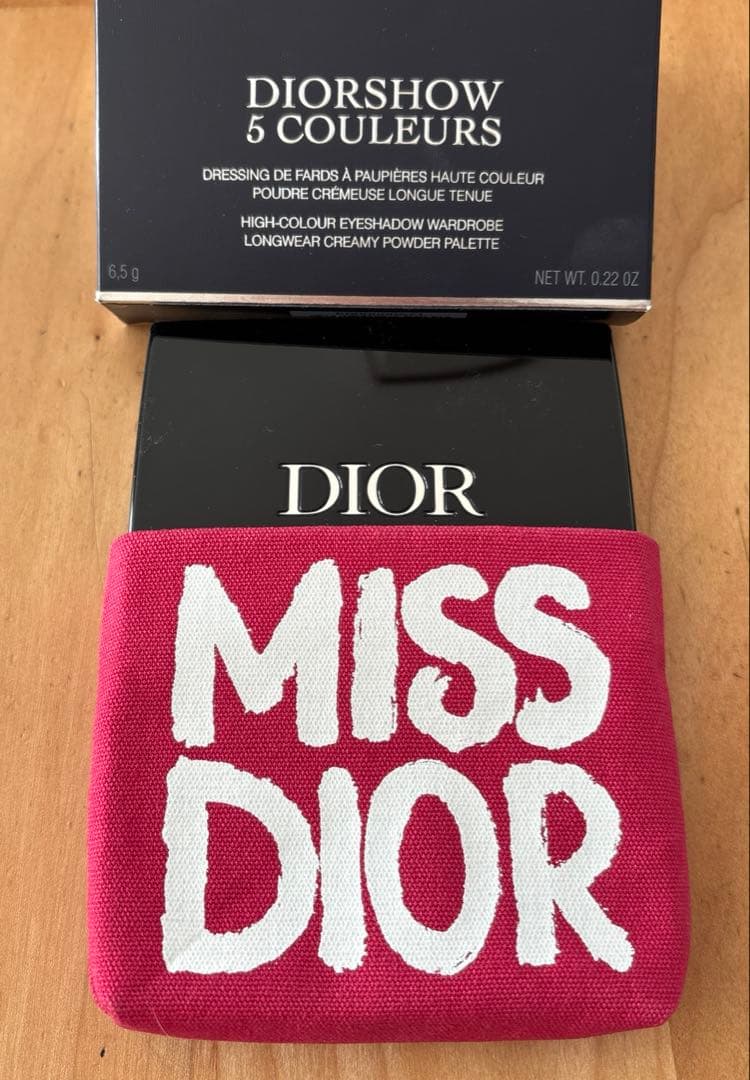 DIORSHOW
5 COULEURS
DRESSING DE FARDS À PAUPIÈRES HAUTE COULEUR
POUDRE CRÉMEUSE LONGUE TENUE
HIGH-COLOUR EYESHADOW WARDROBE
LONGWEAR CREAMY POWDER PALETTE
6,5 g
NET WT. 0.22 OZ
DIOR
MISS
DIOR